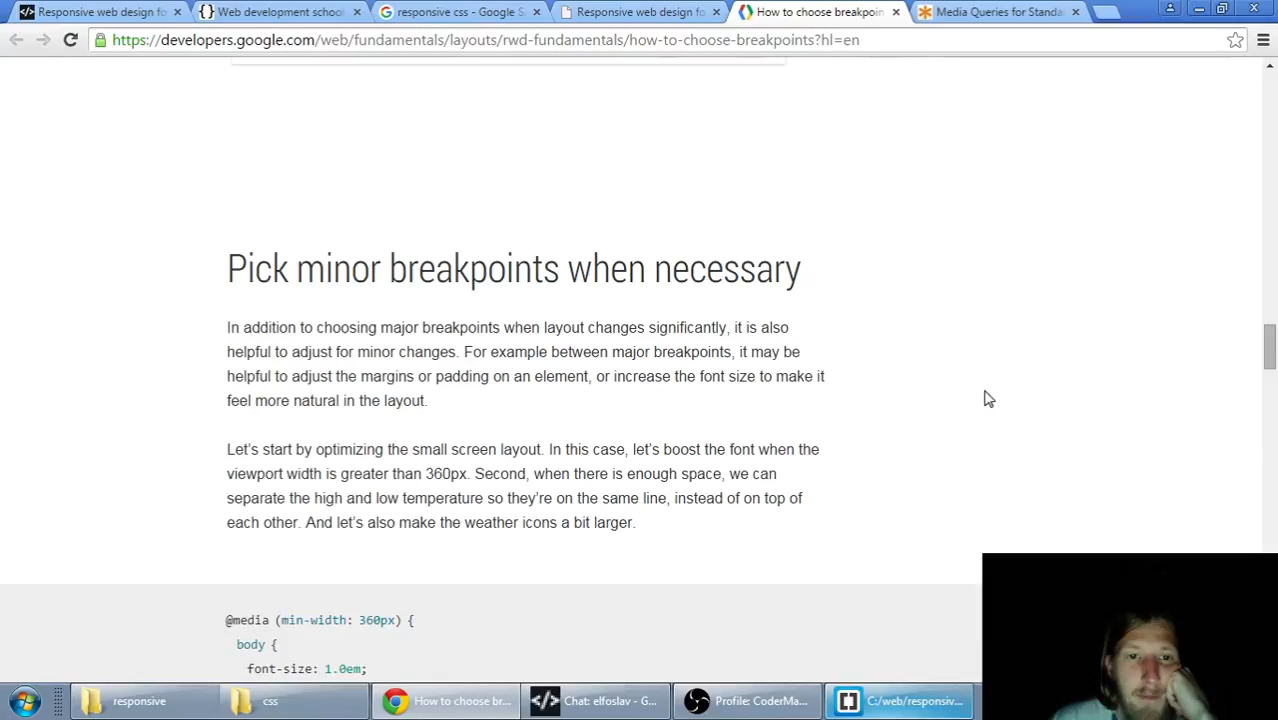 Responsive web design fo
Web development school
responsive css - Google S
Responsive web design fo
How to choose breakpoin
Media Queries for Standa
https://developers.google.com/web/fundamentals/layouts/rwd-fundamentals/how-to-choose-breakpoints?hl=en
Pick minor breakpoints when necessary
In addition to choosing major breakpoints when layout changes significantly, it is also
helpful to adjust for minor changes. For example between major breakpoints, it may be
helpful to adjust the margins or padding on an element, or increase the font size to make it
feel more natural in the layout.
Let's start by optimizing the small screen layout. In this case, let's boost the font when the
viewport width is greater than 360px. Second, when there is enough space, we can
separate the high and low temperature so they're on the same line, instead of on top of
each other. And let's also make the weather icons a bit larger.
@media (min-width: 360px) {
body {
font-size: 1.0em;
responsive
css
How to choose br...
Chat: elfoslav - G...
Profile: CoderMa...
C:/web/responsiv...